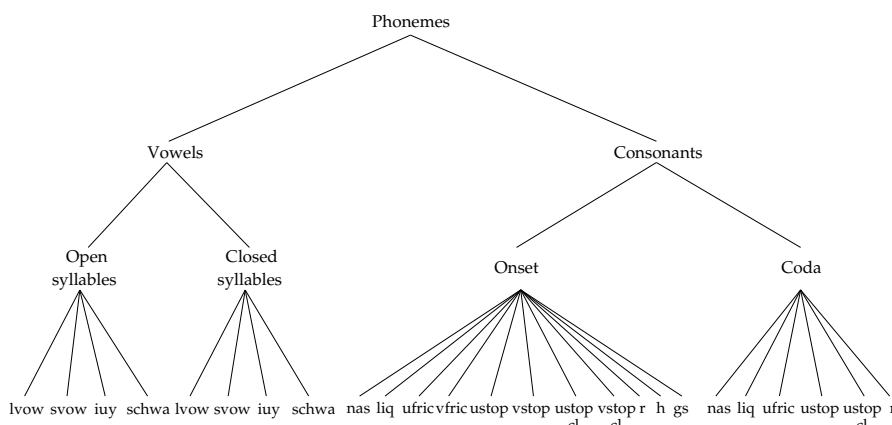 Phonemes
Vowels Consonants
Open Closed
syllables syllables Onset Coda
lvow svow iuy schwa lvow svow iuy schwa nas liq ufric vfric ustop vstop ustop vstop r h gs nas liq ufric ustop ustop